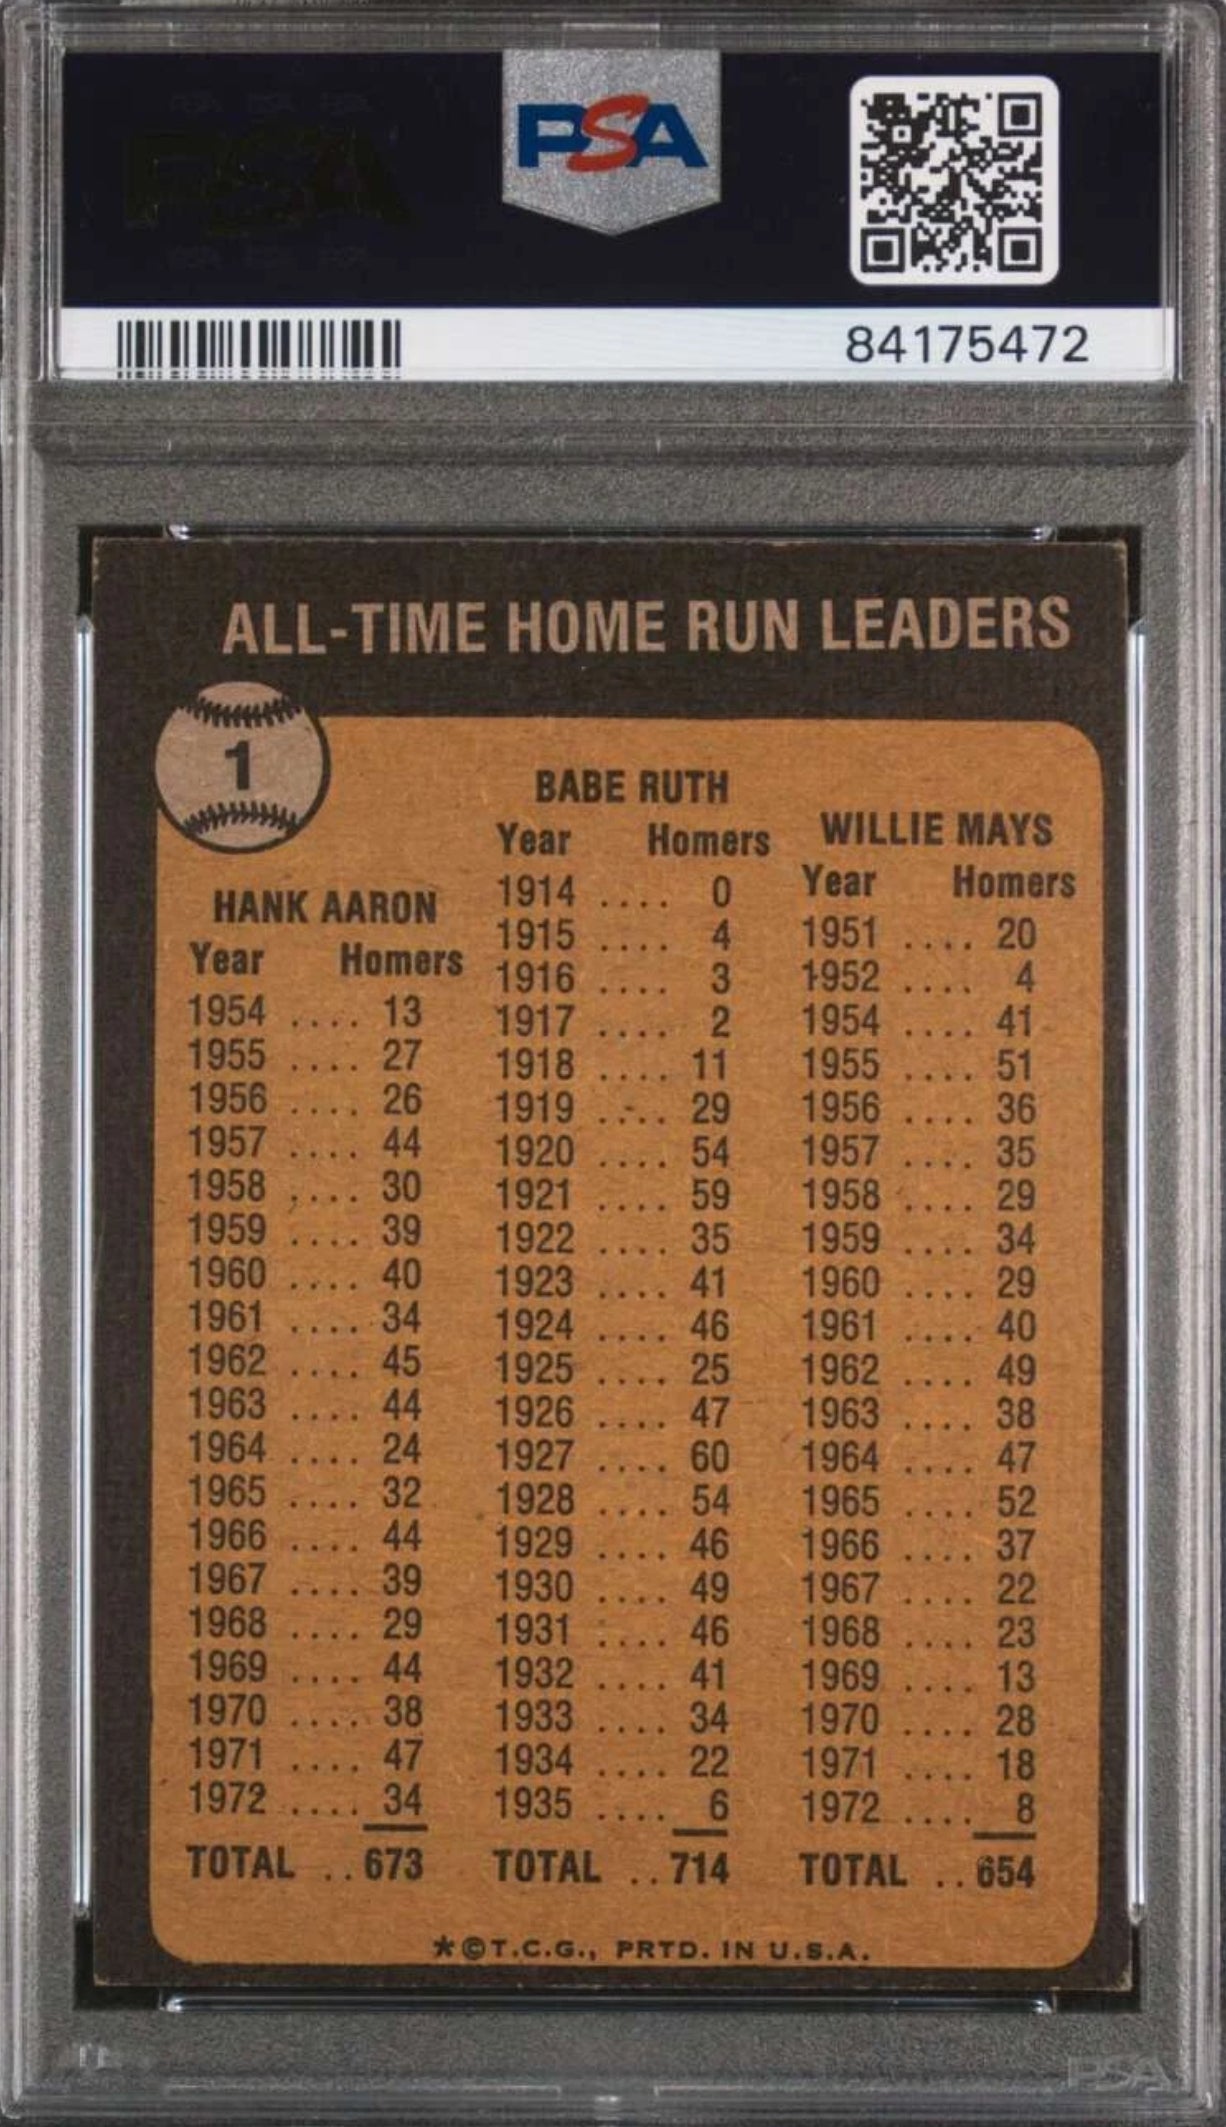 PSA
84175472
ALL-TIME HOME RUN LEADERS
1
HANK AARON
Year Homers
1954 .... 13
1955 .... 27
1956 .... 26
1957 .... 44
1958 .... 30
1959 .... 39
1960 .... 40
1961 .... 34
1962 .... 45
1963 .... 44
1964 .... 24
1965 .... 32
1966 .... 44
1967 .... 39
1968 .... 29
1969 .... 44
1970 .... 38
1971 .... 47
1972 .... 34
TOTAL .. 673
BABE RUTH
Year Homers
1914 .... 0
1915 .... 4
1916 .... 3
1917 .... 2
1918 .... 11
1919 .... 29
1920 .... 54
1921 .... 59
1922 .... 35
1923 .... 41
1924 .... 46
1925 .... 25
1926 .... 47
1927 .... 60
1928 .... 54
1929 .... 46
1930 .... 49
1931 .... 46
1932 .... 41
1933 .... 34
1934 .... 22
1935 .... 6
TOTAL .. 714
WILLIE MAYS
Year Homers
1951 .... 20
1952 .... 4
1954 .... 41
1955 .... 51
1956 .... 36
1957 .... 35
1958 .... 29
1959 .... 34
1960 .... 29
1961 .... 40
1962 .... 49
1963 .... 38
1964 .... 47
1965 .... 52
1966 .... 37
1967 .... 22
1968 .... 23
1969 .... 13
1970 .... 28
1971 .... 18
1972 .... 8
TOTAL .. 654
*©T.C.G., PRTD. IN U.S.A.
PSA